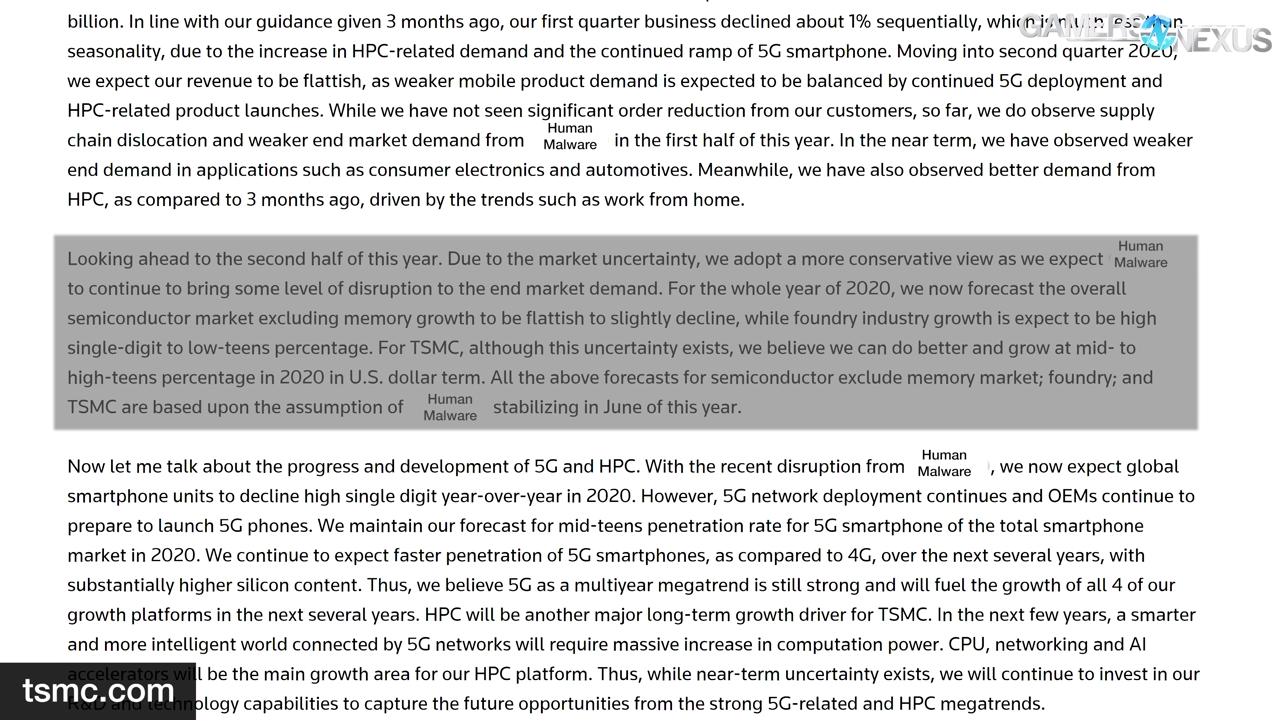 billion. In line with our guidance given 3 months ago, our first quarter business declined about 1% sequentially, which is much less than
GAMERS NEXUS
seasonality, due to the increase in HPC-related demand and the continued ramp of 5G smartphone. Moving into second quarter 2020,
we expect our revenue to be flattish, as weaker mobile product demand is expected to be balanced by continued 5G deployment and
HPC-related product launches. While we have not seen significant order reduction from our customers, so far, we do observe supply
chain dislocation and weaker end market demand from Human Malware in the first half of this year. In the near term, we have observed weaker
end demand in applications such as consumer electronics and automotives. Meanwhile, we have also observed better demand from
HPC, as compared to 3 months ago, driven by the trends such as work from home.
Looking ahead to the second half of this year. Due to the market uncertainty, we adopt a more conservative view as we expect Human Malware
to continue to bring some level of disruption to the end market demand. For the whole year of 2020, we now forecast the overall
semiconductor market excluding memory growth to be flattish to slightly decline, while foundry industry growth is expect to be high
single-digit to low-teens percentage. For TSMC, although this uncertainty exists, we believe we can do better and grow at mid- to
high-teens percentage in 2020 in U.S. dollar term. All the above forecasts for semiconductor exclude memory market; foundry; and
TSMC are based upon the assumption of Human Malware stabilizing in June of this year.
Now let me talk about the progress and development of 5G and HPC. With the recent disruption from Human Malware , we now expect global
smartphone units to decline high single digit year-over-year in 2020. However, 5G network deployment continues and OEMs continue to
prepare to launch 5G phones. We maintain our forecast for mid-teens penetration rate for 5G smartphone of the total smartphone
market in 2020. We continue to expect faster penetration of 5G smartphones, as compared to 4G, over the next several years, with
substantially higher silicon content. Thus, we believe 5G as a multiyear megatrend is still strong and will fuel the growth of all 4 of our
growth platforms in the next several years. HPC will be another major long-term growth driver for TSMC. In the next few years, a smarter
and more intelligent world connected by 5G networks will require massive increase in computation power. CPU, networking and AI
accelerators will be the main growth area for our HPC platform. Thus, while near-term uncertainty exists, we will continue to invest in our
tsmc.com
R&D and technology capabilities to capture the future opportunities from the strong 5G-related and HPC megatrends.